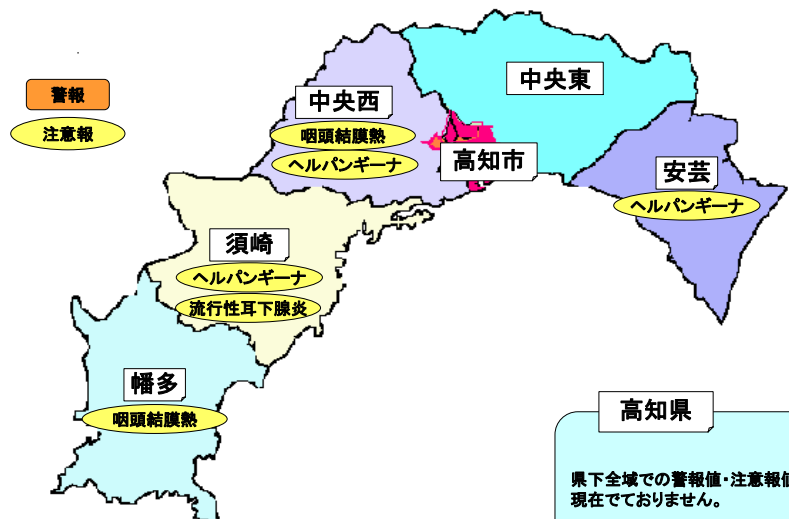 警報
注意報
中央東
中央西
咽頭結膜熱
ヘルパンギーナ
高知市
安芸
ヘルパンギーナ
須崎
ヘルパンギーナ
流行性耳下腺炎
幡多
咽頭結膜熱
高知県
県下全域での警報値・注意報値
現在でておりません。